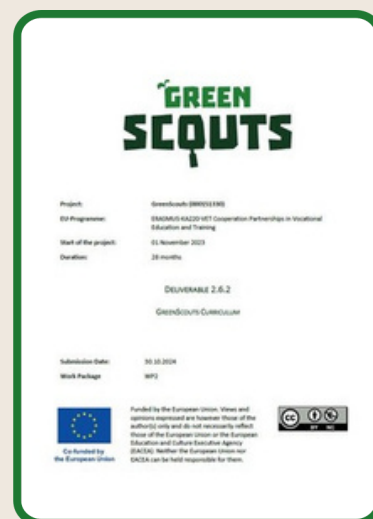 GREEN
SCOUTS
Project: GreenScouts
EU-Programme: ERASMUS-KA220-VET Cooperation Partnerships in Vocational
Education and Training
Start of the project: 01 November 2023
Duration: 28 months
DELIVERABLE 2.6.2
GREENSCOUTS CURRICULUM
Submission Date: 30.10.2024
Work Package WP2
Funded by the European Union. Views and
opinions expressed are however those of the
author(s) only and do not necessarily reflect
those of the European Union or the European
Education and Culture Executive Agency
(EACEA). Neither the European Union nor
EACEA can be held responsible for them.
Co-funded by
the European Union
CC
BY NC